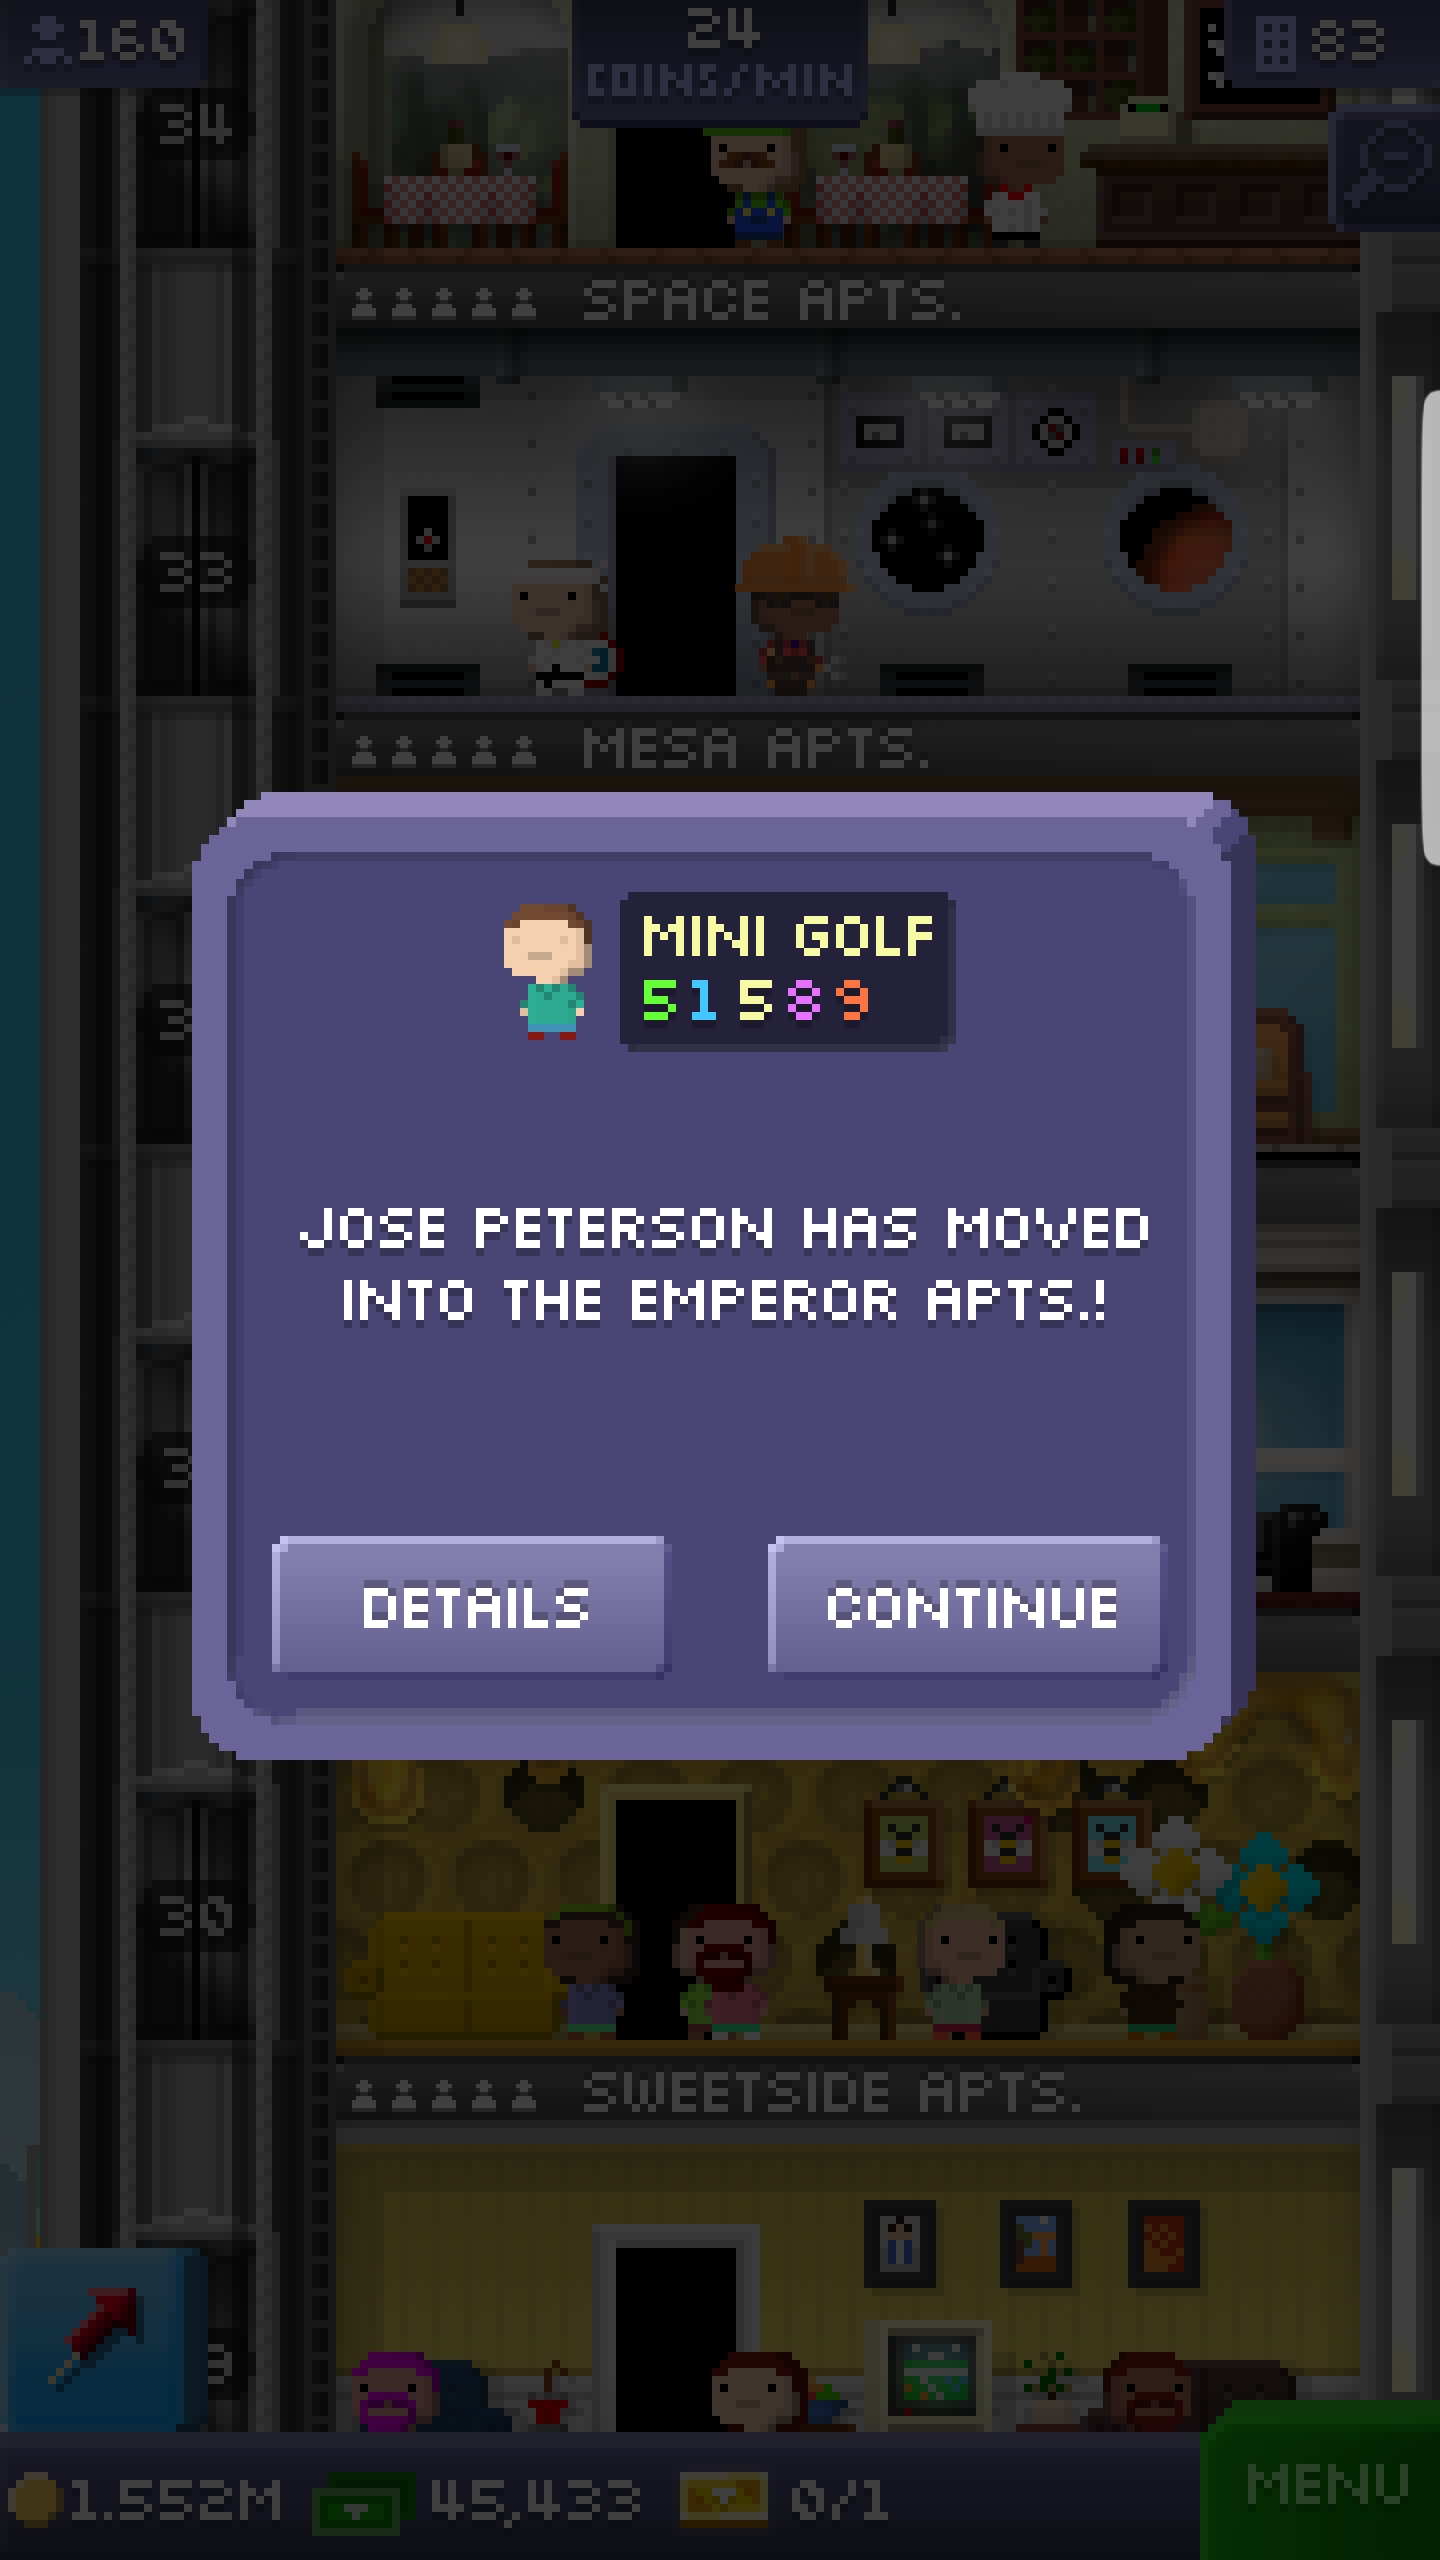 160
24
COINS/MIN
83
34
SPACE APTS.
33
MESA APTS.
MINI GOLF
5 1 5 8 9
JOSE PETERSON HAS MOVED
INTO THE EMPEROR APTS.!
DETAILS
CONTINUE
30
SWEETSIDE APTS.
1.552M
45,433
0/1
MENU